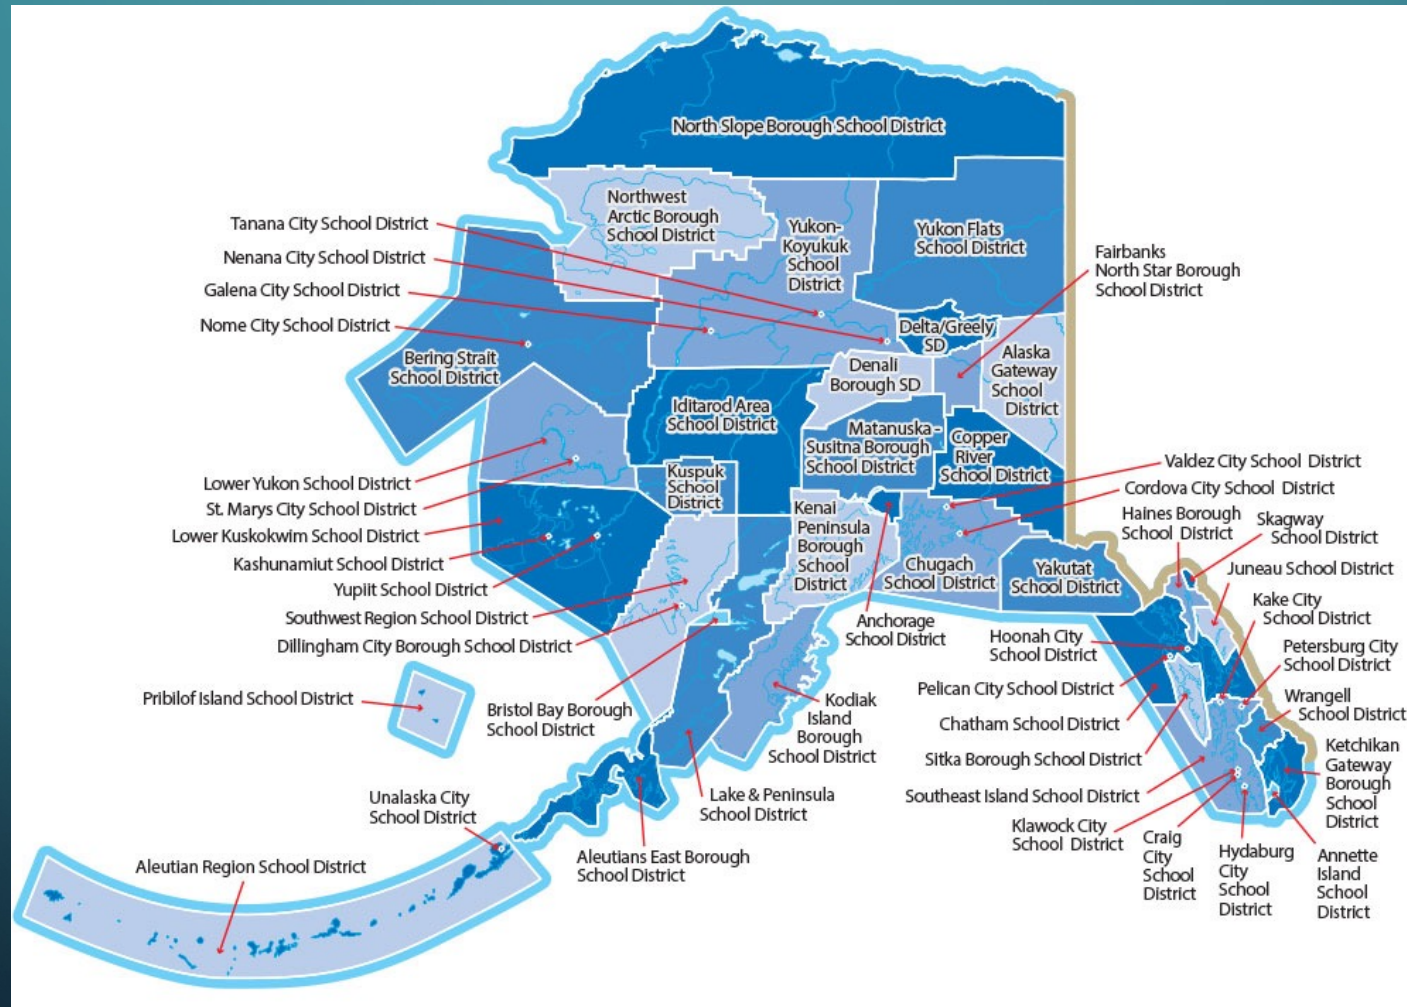 North Slope Borough School District
Northwest
Arctic Borough
School District
Yukon-
Koyukuk
School
District
Yukon Flats
School District
Tanana City School District
Nenana City School District
Galena City School District
Nome City School District
Fairbanks
North Star Borough
School District
Bering Strait
School District
Delta/Greely
SD
Denali
Borough SD
Alaska
Gateway
School
District
Iditarod Area
School District
Matanuska -
Susitna Borough
School District
Copper
River
School District
Kuspuk
School
District
Kenai
Peninsula
Borough
School
District
Lower Yukon School District
St. Marys City School District
Lower Kuskokwim School District
Kashunamiut School District
Yupiit School District
Southwest Region School District
Dillingham City Borough School District
Valdez City School District
Cordova City School District
Haines Borough
School District
Skagway
School District
Juneau School District
Kake City
School District
Petersburg City
School District
Wrangell
School District
Ketchikan
Gateway
Borough
School
District
Chugach
School District
Yakutat
School District
Anchorage
School District
Hoonah City
School District
Pelican City School District
Chatham School District
Sitka Borough School District
Southeast Island School District
Klawock City
School District
Craig
City
School
District
Hydaburg
City
School
District
Annette
Island
School
District
Pribilof Island School District
Bristol Bay Borough
School District
Kodiak
Island
Borough
School District
Lake & Peninsula
School District
Unalaska City
School District
Aleutians East Borough
School District
Aleutian Region School District